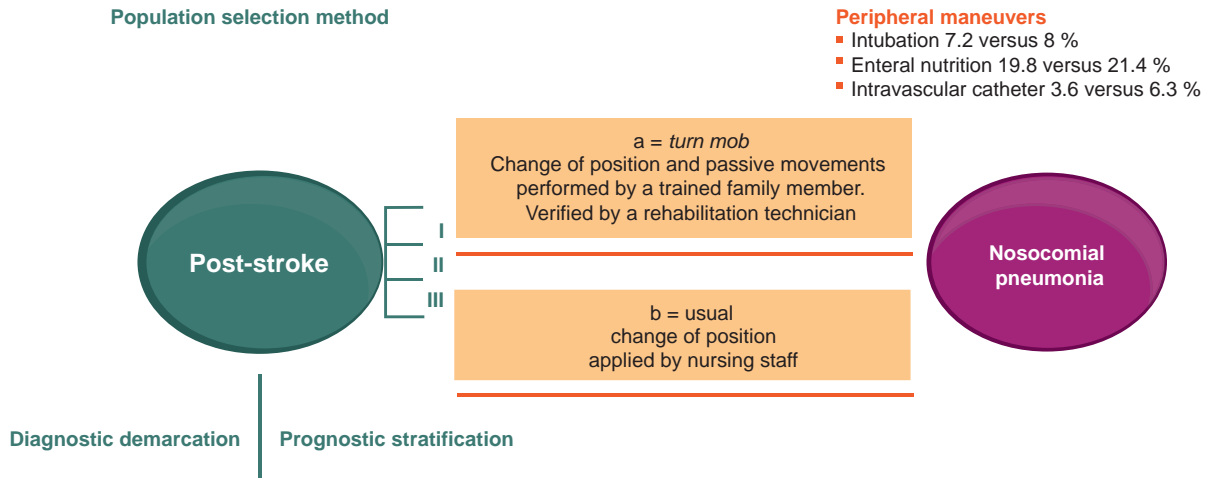 Population selection method
Peripheral maneuvers
Intubation 7.2 versus 8 %
Enteral nutrition 19.8 versus 21.4 %
Intravascular catheter 3.6 versus 6.3 %
a = turn mob
Change of position and passive movements
performed by a trained family member.
Verified by a rehabilitation technician
Post-stroke
I
II
III
Nosocomial
pneumonia
b = usual
change of position
applied by nursing staff
Diagnostic demarcation
Prognostic stratification